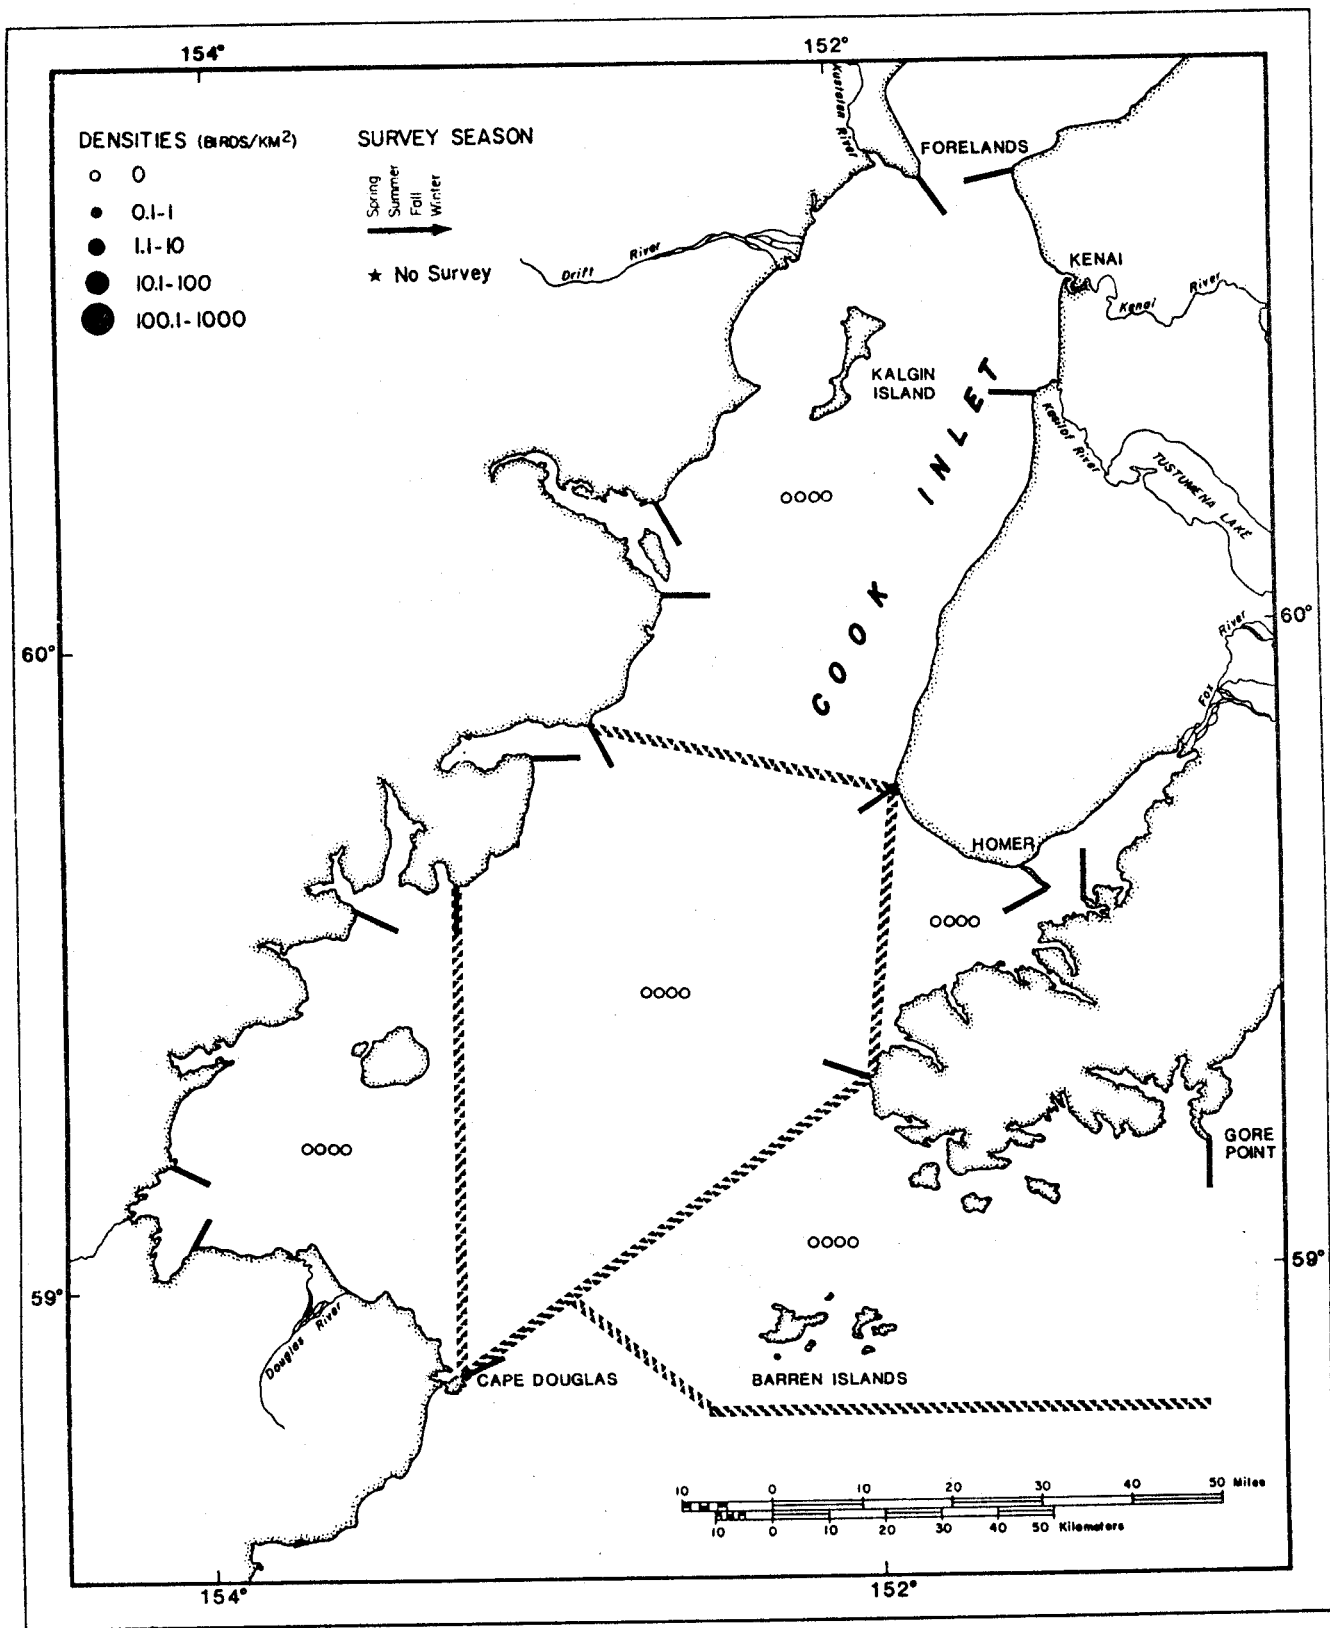 154°
152°
DENSITIES (BIRDS/KM²)
0
0.1-1
1.1-10
10.1-100
100.1-1000
SURVEY SEASON
Spring
Summer
Fall
Winter
★ No Survey
Kustatan River
FORELANDS
Drift River
KENAI
Kenai River
KALGIN
ISLAND
Kasilof River
TUSTUMENA LAKE
COOK INLET
60°
60°
Fox River
HOMER
GORE
POINT
59°
59°
Douglas River
CAPE DOUGLAS
BARREN ISLANDS
10 0 10 20 30 40 50 Miles
10 0 10 20 30 40 50 Kilometers
154°
152°